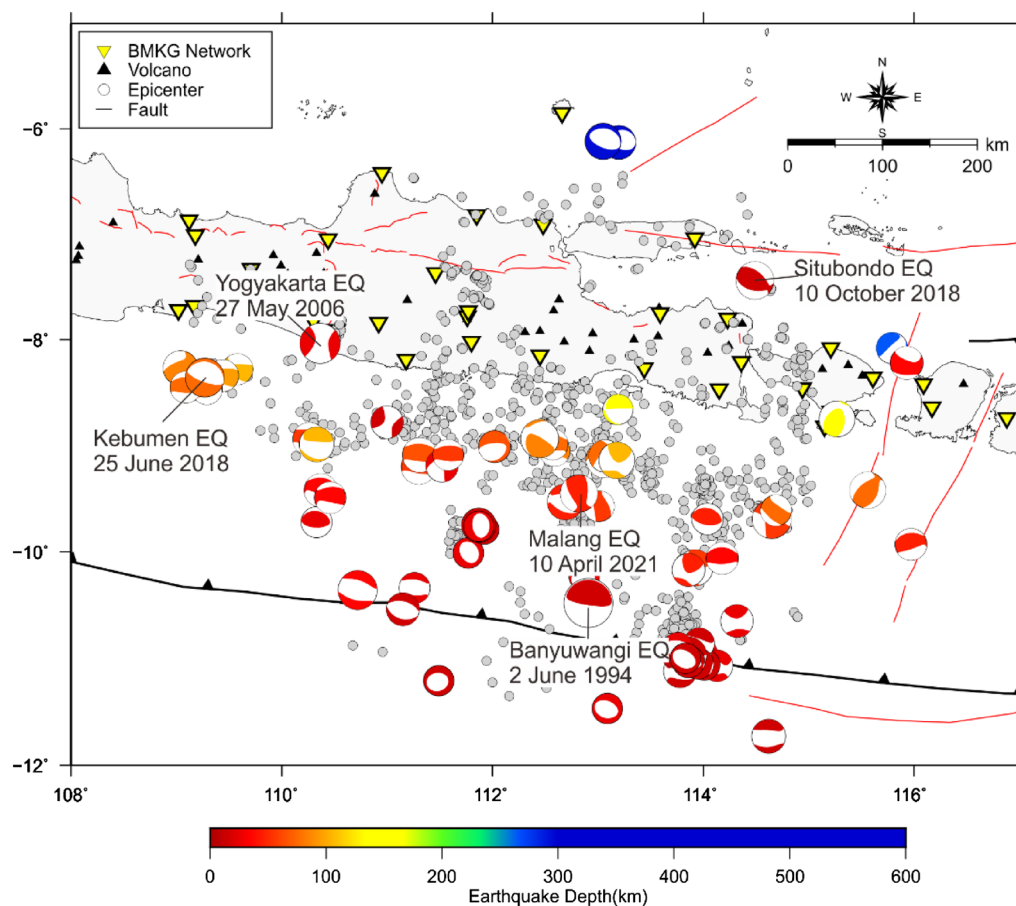 BMKG Network
Volcano
Epicenter
Fault
N
W E
S
km
0 100 200
−6˚
−8˚
−10˚
−12˚
Situbondo EQ
10 October 2018
Yogyakarta EQ
27 May 2006
Kebumen EQ
25 June 2018
Malang EQ
10 April 2021
Banyuwangi EQ
2 June 1994
108˚ 110˚ 112˚ 114˚ 116˚
0 100 200 300 400 500 600
Earthquake Depth(km)